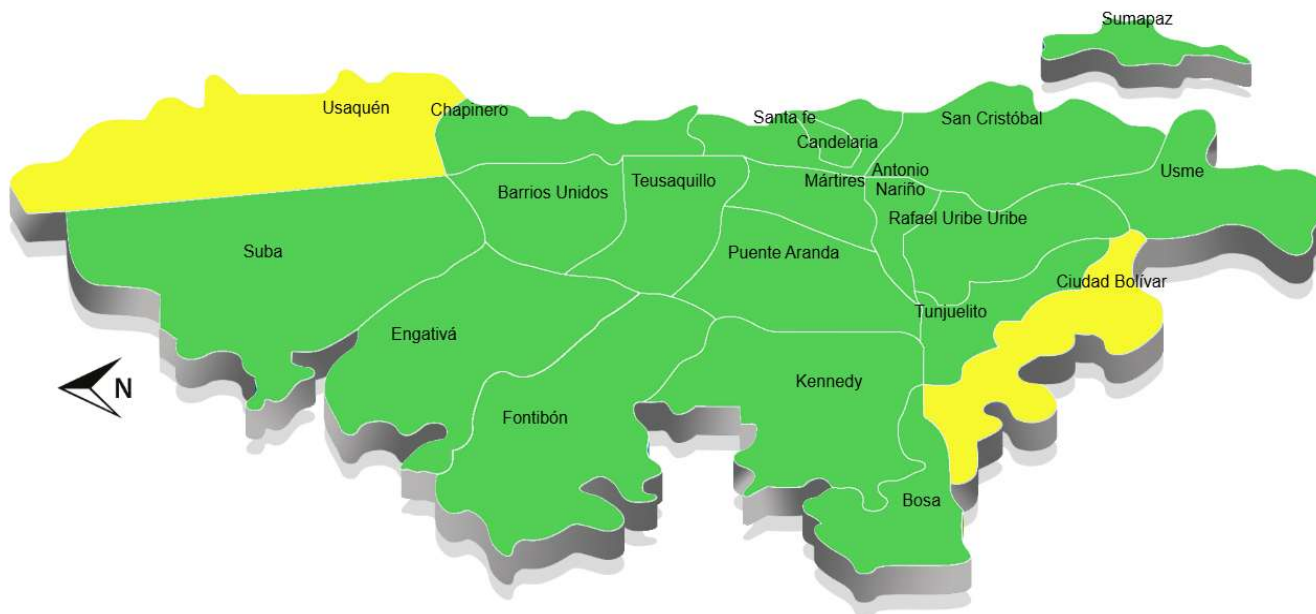 Sumapaz
Usaquén
Chapinero
Santa fe
San Cristóbal
Candelaria
Antonio
Nariño
Usme
Teusaquillo
Mártires
Barrios Unidos
Rafael Uribe Uribe
Suba
Puente Aranda
Ciudad Bolívar
Tunjuelito
Engativá
N
Kennedy
Fontibón
Bosa